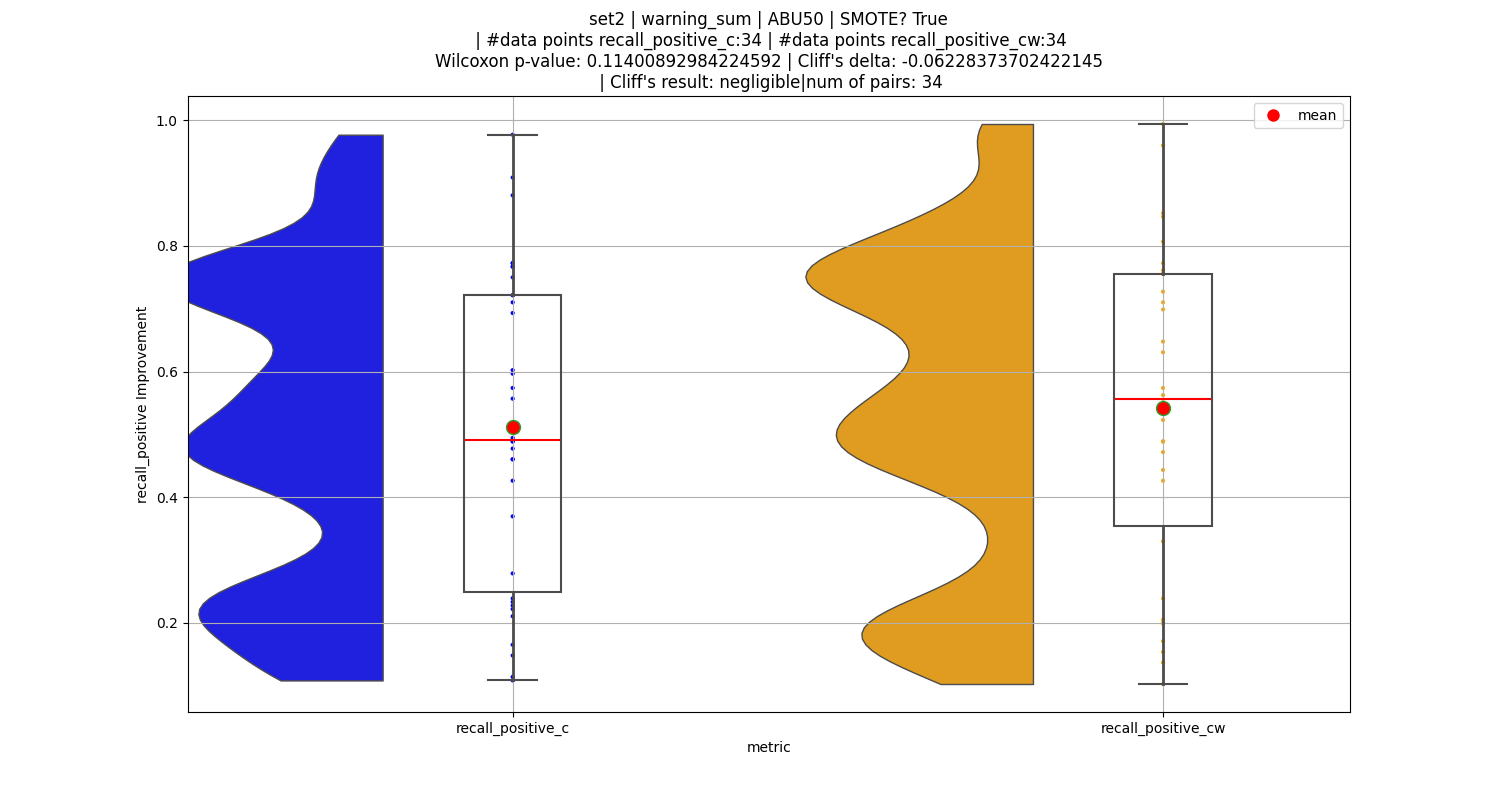 set2 | warning_sum | ABU50 | SMOTE? True
| #data points recall_positive_c:34 | #data points recall_positive_cw:34
Wilcoxon p-value: 0.11400892984224592 | Cliff's delta: -0.06228373702422145
| Cliff's result: negligible|num of pairs: 34
mean
1.0
0.8
0.6
0.4
0.2
recall_positive Improvement
recall_positive_c
recall_positive_cw
metric